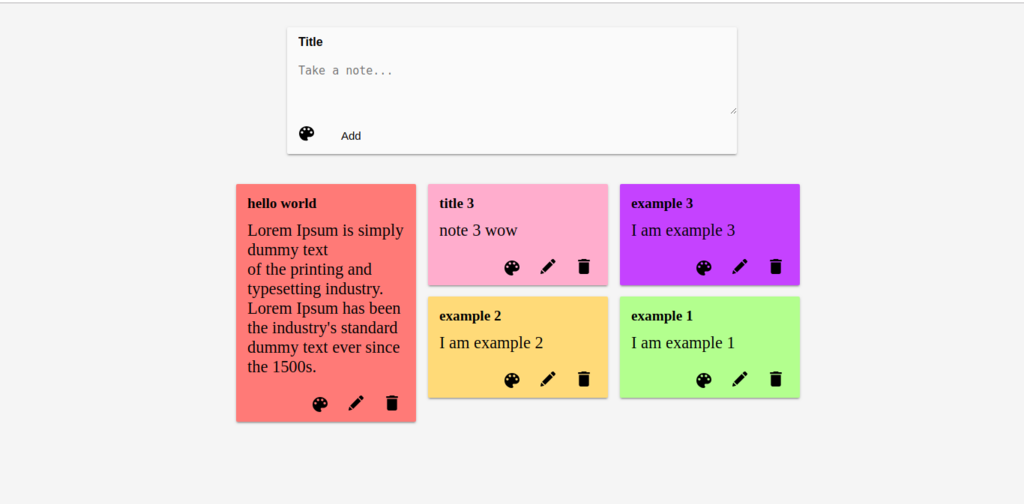 Title
Take a note...
Add
hello world
Lorem Ipsum is simply
dummy text
of the printing and
typesetting industry.
Lorem Ipsum has been
the industry's standard
dummy text ever since
the 1500s.
title 3
note 3 wow
example 3
I am example 3
example 2
I am example 2
example 1
I am example 1